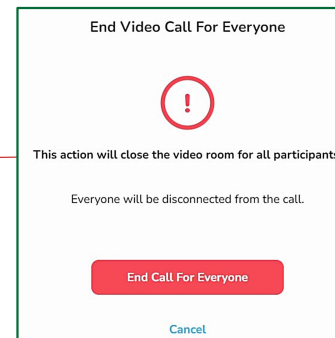 End Video Call For Everyone
!
This action will close the video room for all participants
Everyone will be disconnected from the call.
End Call For Everyone
Cancel